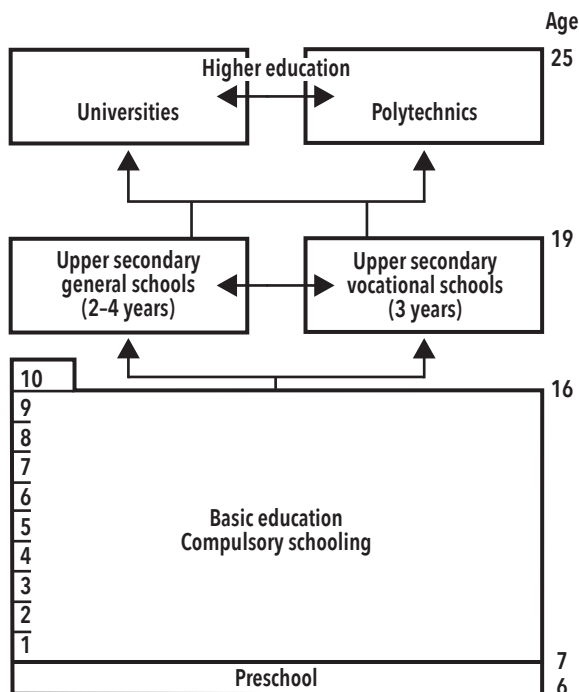 Age
25
Higher education
Universities
Polytechnics
19
Upper secondary
general schools
(2–4 years)
Upper secondary
vocational schools
(3 years)
10
16
9
8
7
6
5
4
3
2
1
Basic education
Compulsory schooling
7
Preschool
6